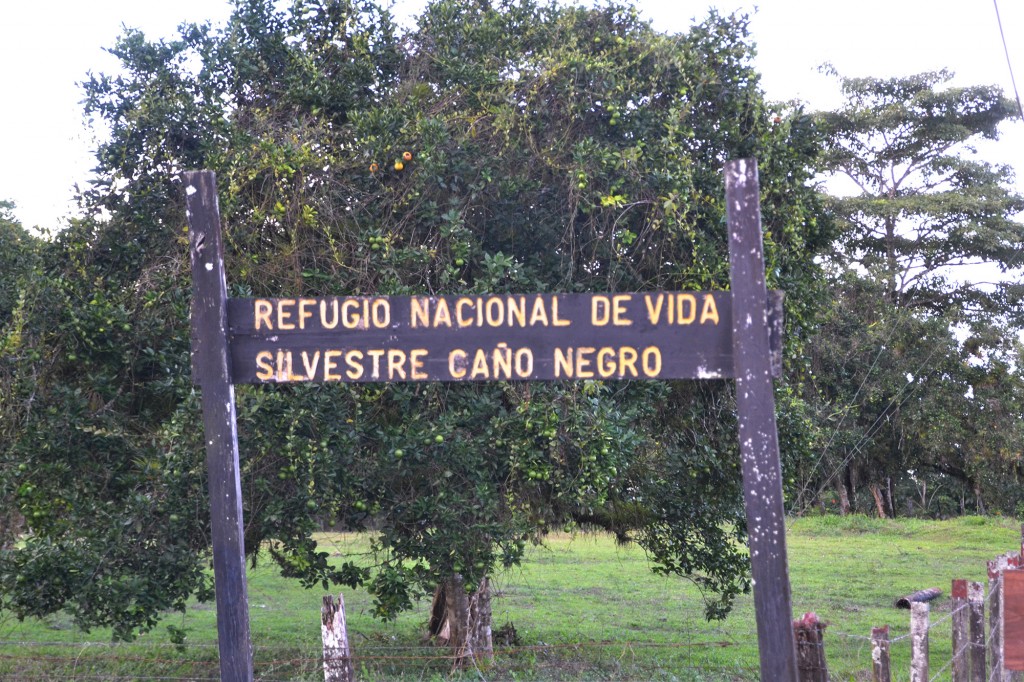 REFUGIO NACIONAL DE VIDA
SILVESTRE CAÑO NEGRO